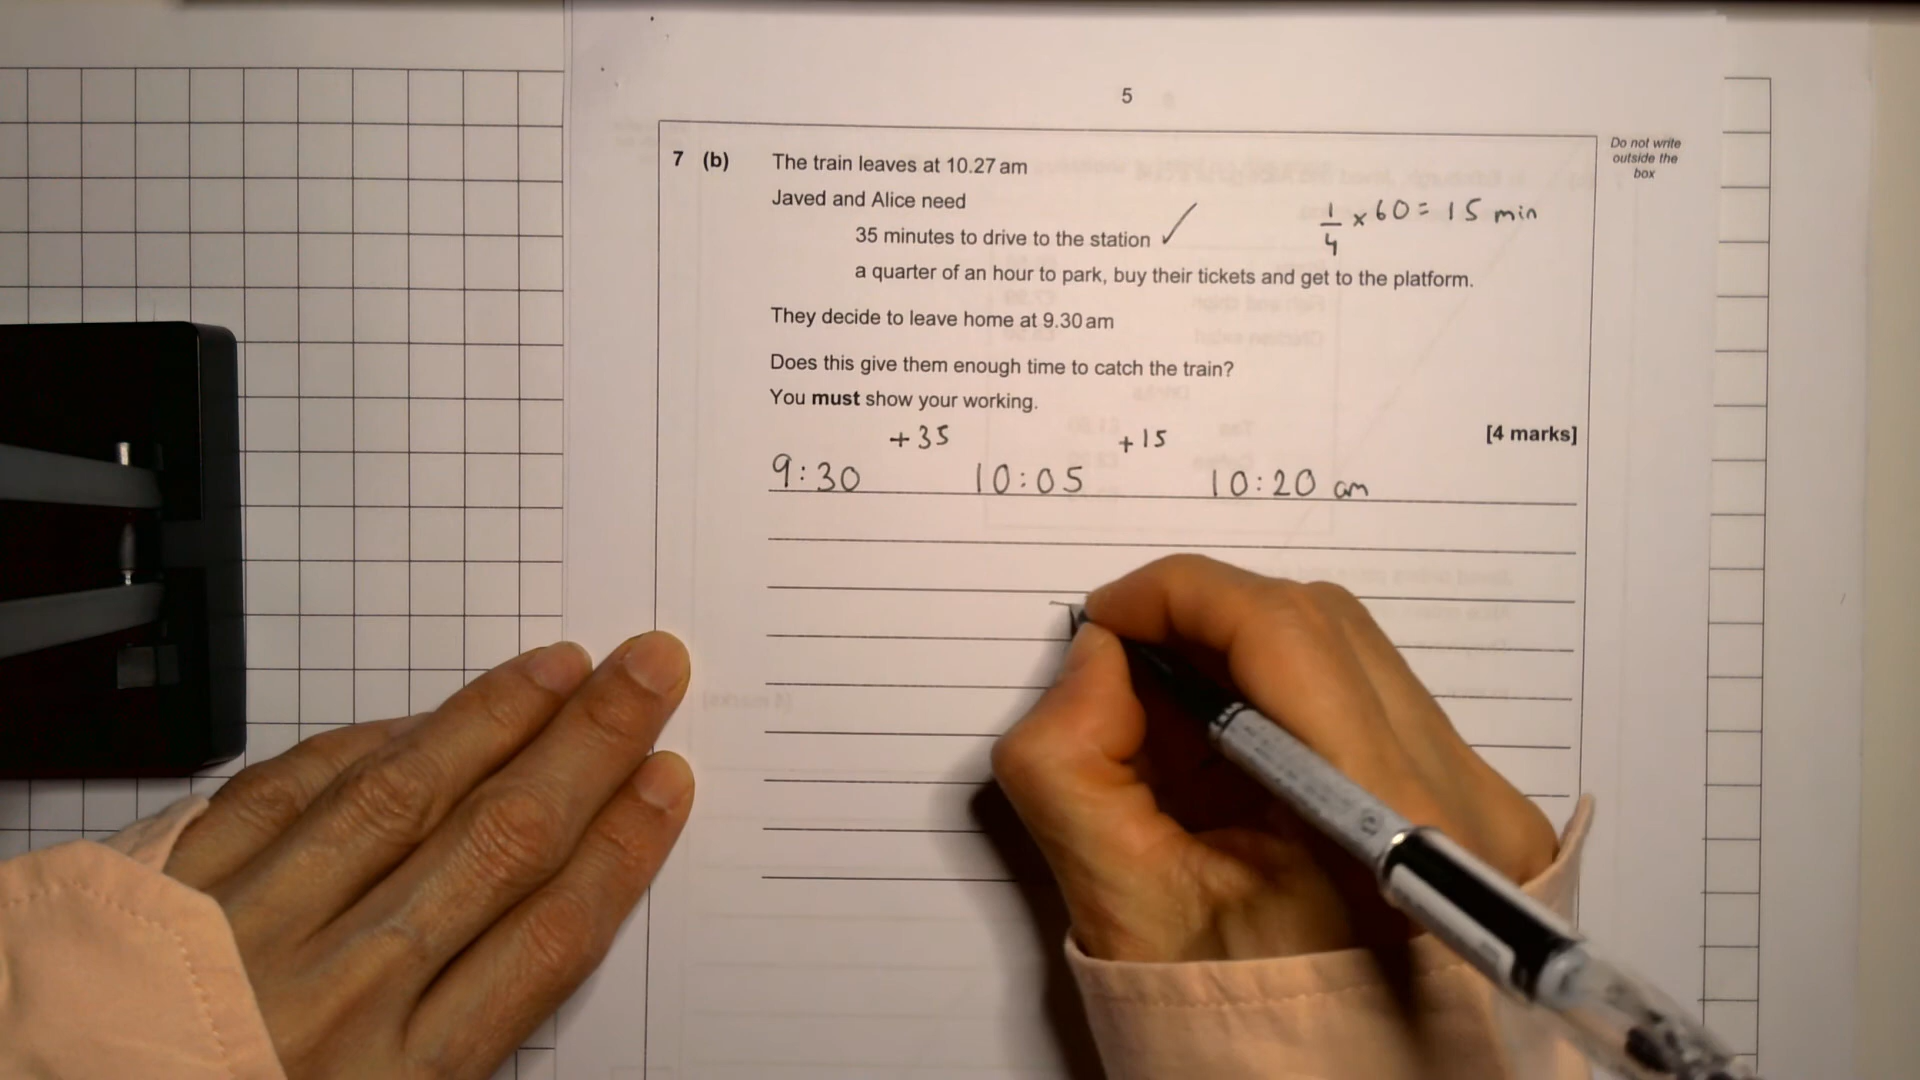 5
Do not write
outside the
box
7 (b) The train leaves at 10.27 am
Javed and Alice need
1/4 × 60 = 15 min
35 minutes to drive to the station ✓
a quarter of an hour to park, buy their tickets and get to the platform.
They decide to leave home at 9.30 am
Does this give them enough time to catch the train?
You must show your working.
[4 marks]
+35 +15
9:30 10:05 10:20 am